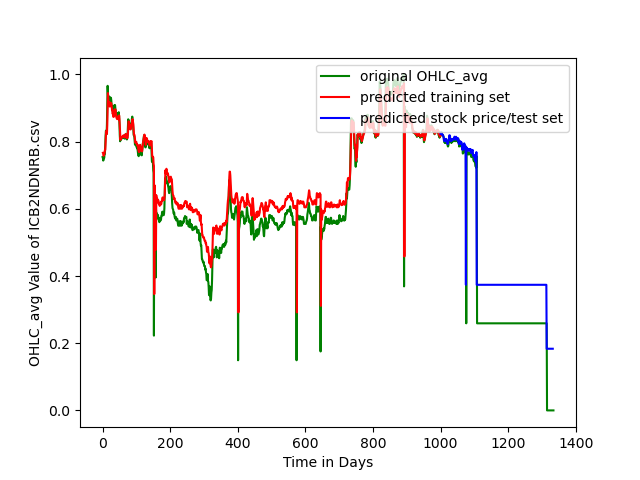 original OHLC_avg
predicted training set
predicted stock price/test set
OHLC_avg Value of ICB2NDNRB.csv
1.0
0.8
0.6
0.4
0.2
0.0
0 200 400 600 800 1000 1200 1400
Time in Days